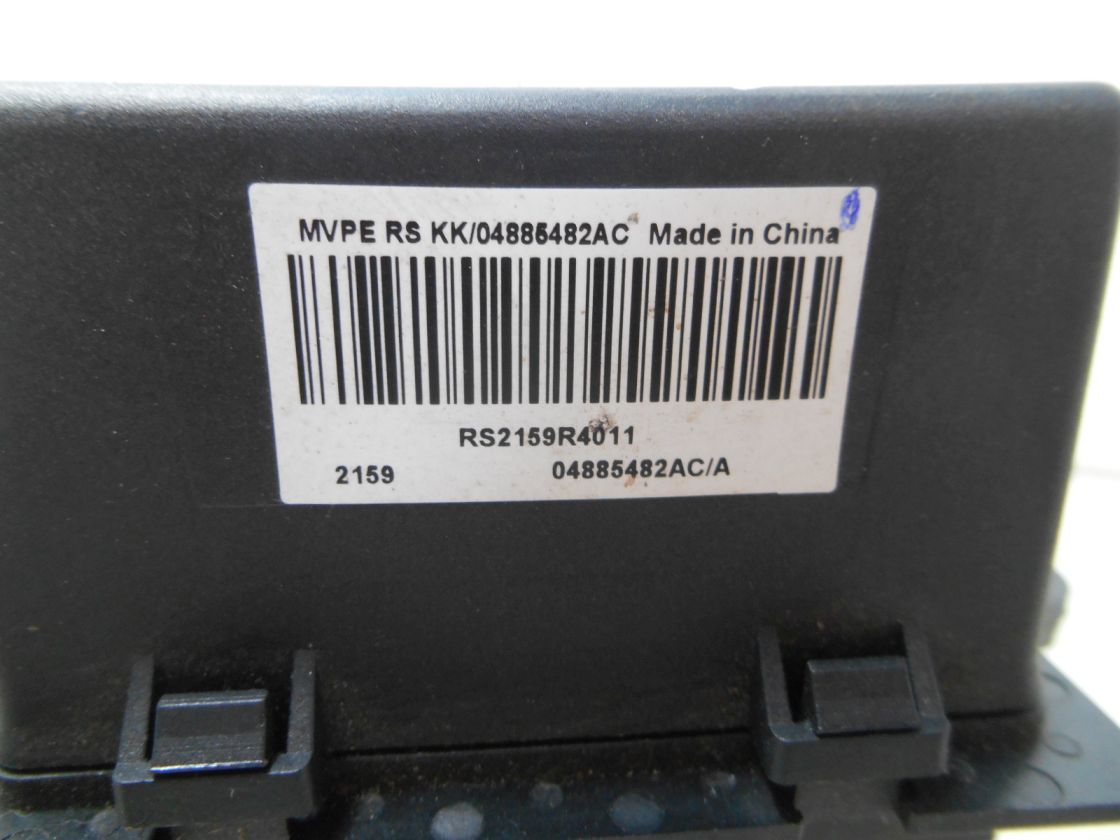 MVPE RS KK/04885482AC Made in China
RS2159R4011
2159 04885482AC/A